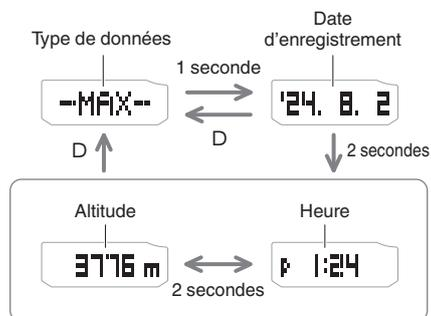 Date
d’enregistrement
Type de données
1 seconde
--MAX--
'24. 8. 2
D
D
2 secondes
Altitude
Heure
3776 m
P 1:24
2 secondes